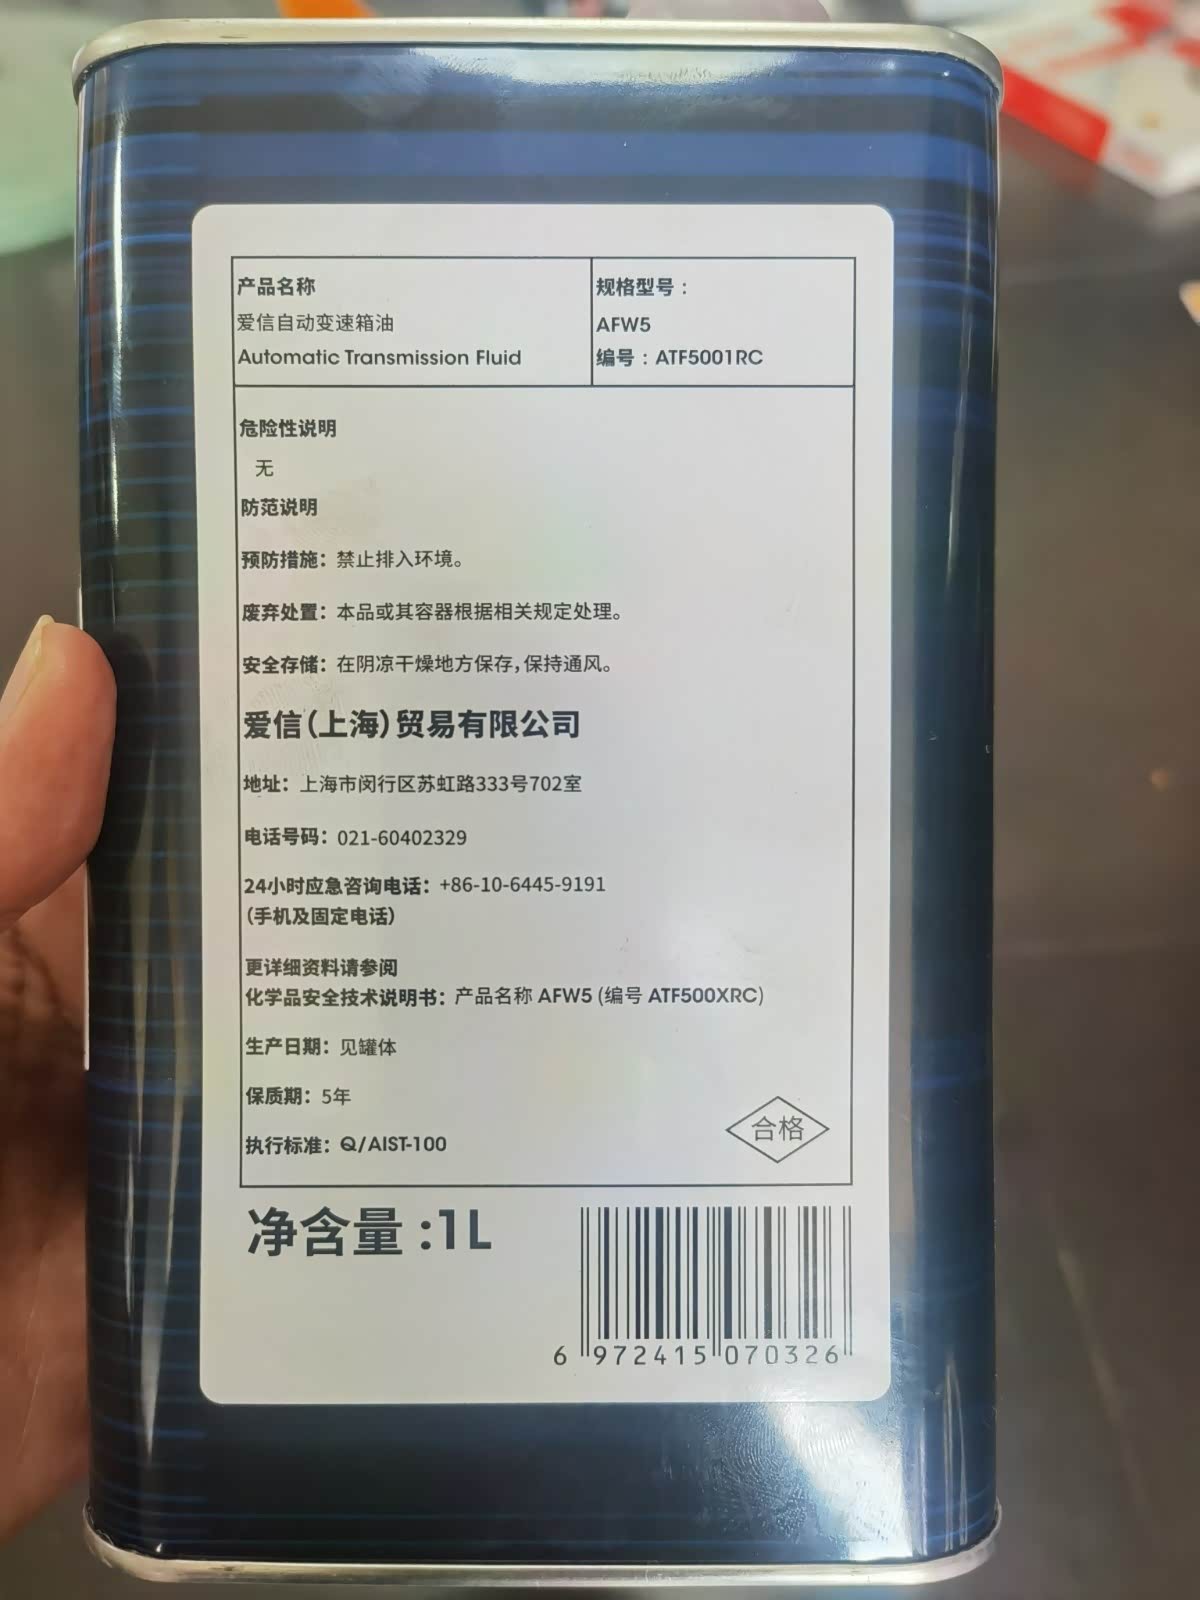 产品名称
爱信自动变速箱油
Automatic Transmission Fluid
规格型号：
AFW5
编号：ATF5001RC
危险性说明
无
防范说明
预防措施：禁止排入环境。
废弃处置：本品或其容器根据相关规定处理。
安全存储：在阴凉干燥地方保存，保持通风。
爱信（上海）贸易有限公司
地址：上海市闵行区苏虹路333号702室
电话号码：021-60402329
24小时应急咨询电话：+86-10-6445-9191
（手机及固定电话）
更详细资料请参阅
化学品安全技术说明书：产品名称 AFW5 (编号 ATF500XRC)
生产日期：见罐体
保质期：5年
执行标准：Q/AIST-100
合格
净含量 :1L
6 972415 070326